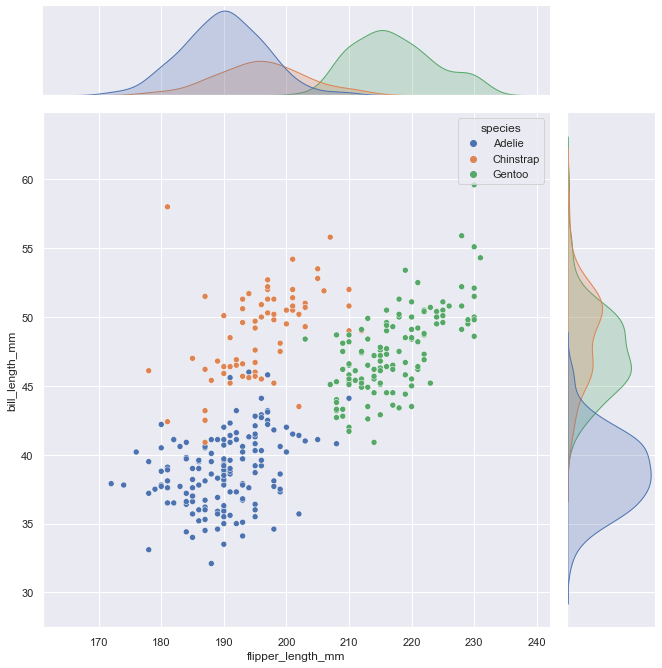 species
Adelie
Chinstrap
Gentoo
60
55
50
45
40
35
30
bill_length_mm
170 180 190 200 210 220 230 240
flipper_length_mm